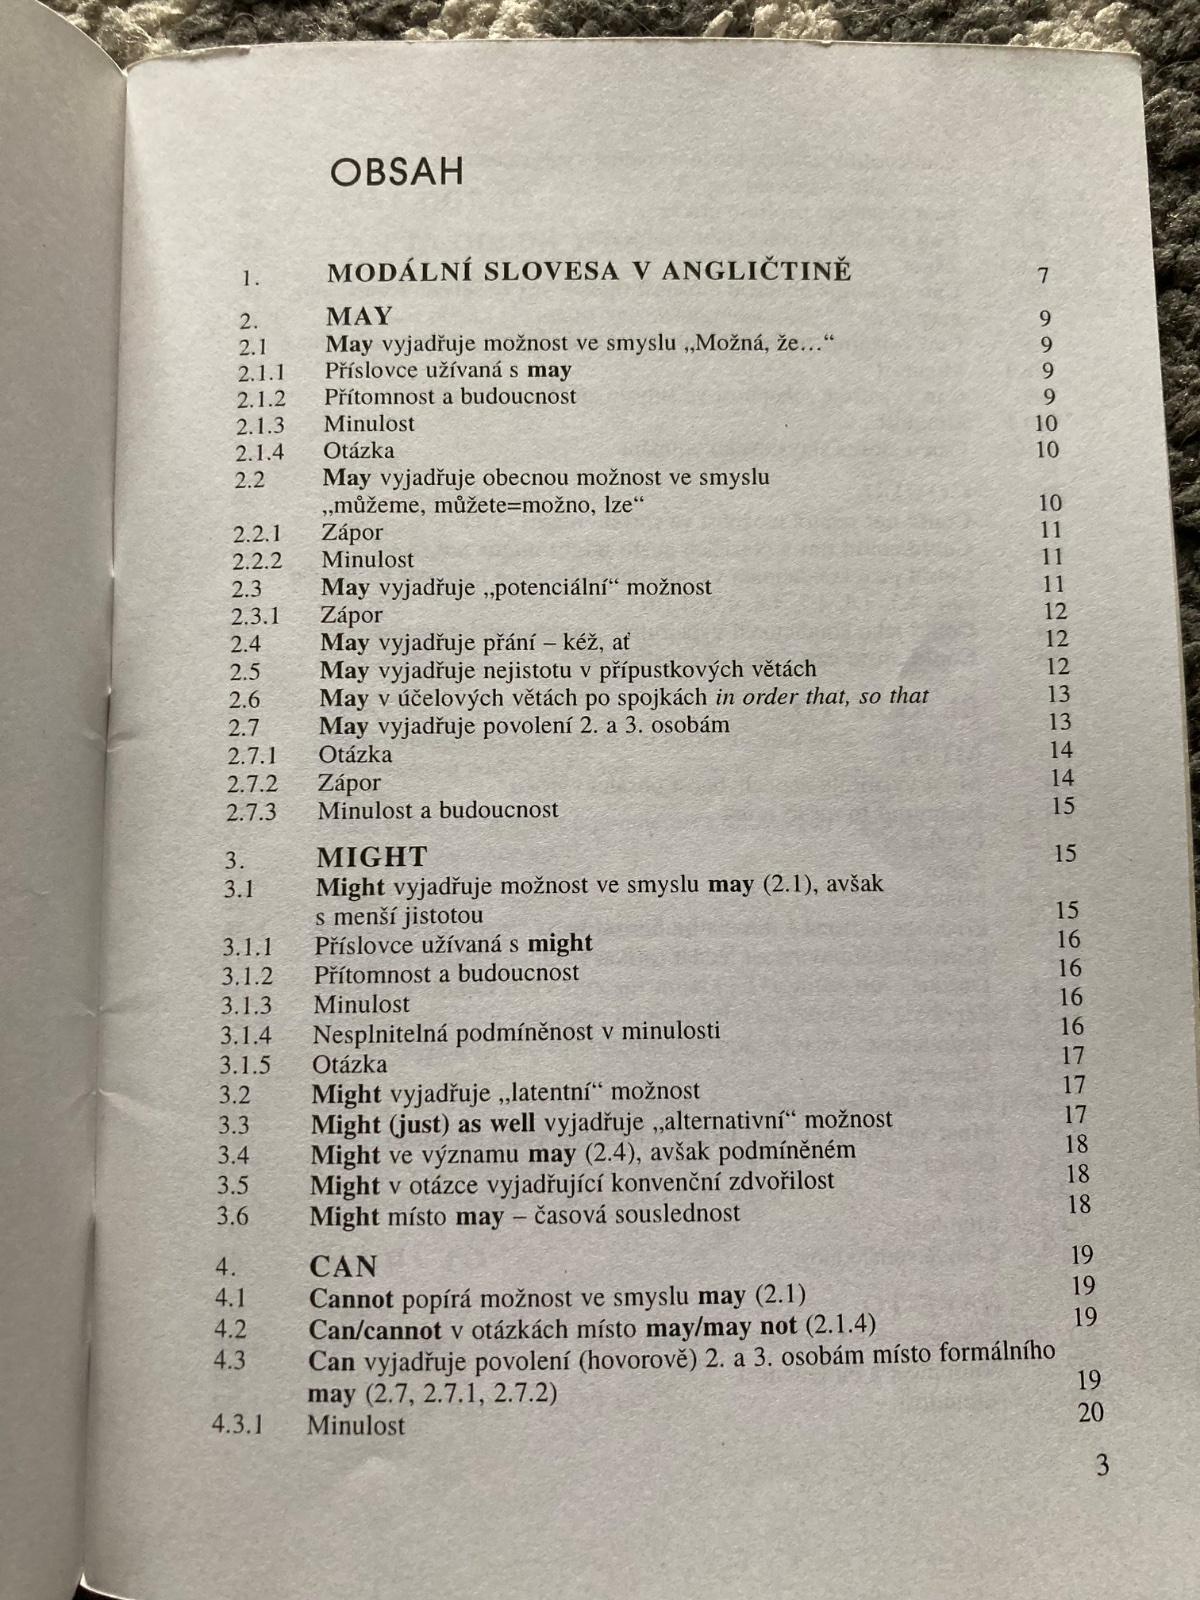 OBSAH
1. MODÁLNÍ SLOVESA V ANGLIČTINĚ 7
2. MAY 9
2.1 May vyjadřuje možnost ve smyslu „Možná, že…“ 9
2.1.1 Příslovce užívaná s may 9
2.1.2 Přítomnost a budoucnost 9
2.1.3 Minulost 10
2.1.4 Otázka 10
2.2 May vyjadřuje obecnou možnost ve smyslu
„můžeme, můžete=možno, lze“ 10
2.2.1 Zápor 11
2.2.2 Minulost 11
2.3 May vyjadřuje „potenciální“ možnost 11
2.3.1 Zápor 12
2.4 May vyjadřuje přání – kéž, ať 12
2.5 May vyjadřuje nejistotu v přípustkových větách 12
2.6 May v účelových větách po spojkách in order that, so that 13
2.7 May vyjadřuje povolení 2. a 3. osobám 13
2.7.1 Otázka 14
2.7.2 Zápor 14
2.7.3 Minulost a budoucnost 15
3. MIGHT 15
3.1 Might vyjadřuje možnost ve smyslu may (2.1), avšak
s menší jistotou 15
3.1.1 Příslovce užívaná s might 16
3.1.2 Přítomnost a budoucnost 16
3.1.3 Minulost 16
3.1.4 Nesplnitelná podmíněnost v minulosti 16
3.1.5 Otázka 17
3.2 Might vyjadřuje „latentní“ možnost 17
3.3 Might (just) as well vyjadřuje „alternativní“ možnost 17
3.4 Might ve významu may (2.4), avšak podmíněném 18
3.5 Might v otázce vyjadřující konvenční zdvořilost 18
3.6 Might místo may – časová souslednost 18
4. CAN 19
4.1 Cannot popírá možnost ve smyslu may (2.1) 19
4.2 Can/cannot v otázkách místo may/may not (2.1.4) 19
4.3 Can vyjadřuje povolení (hovorově) 2. a 3. osobám místo formálního
may (2.7, 2.7.1, 2.7.2) 19
4.3.1 Minulost 20
3